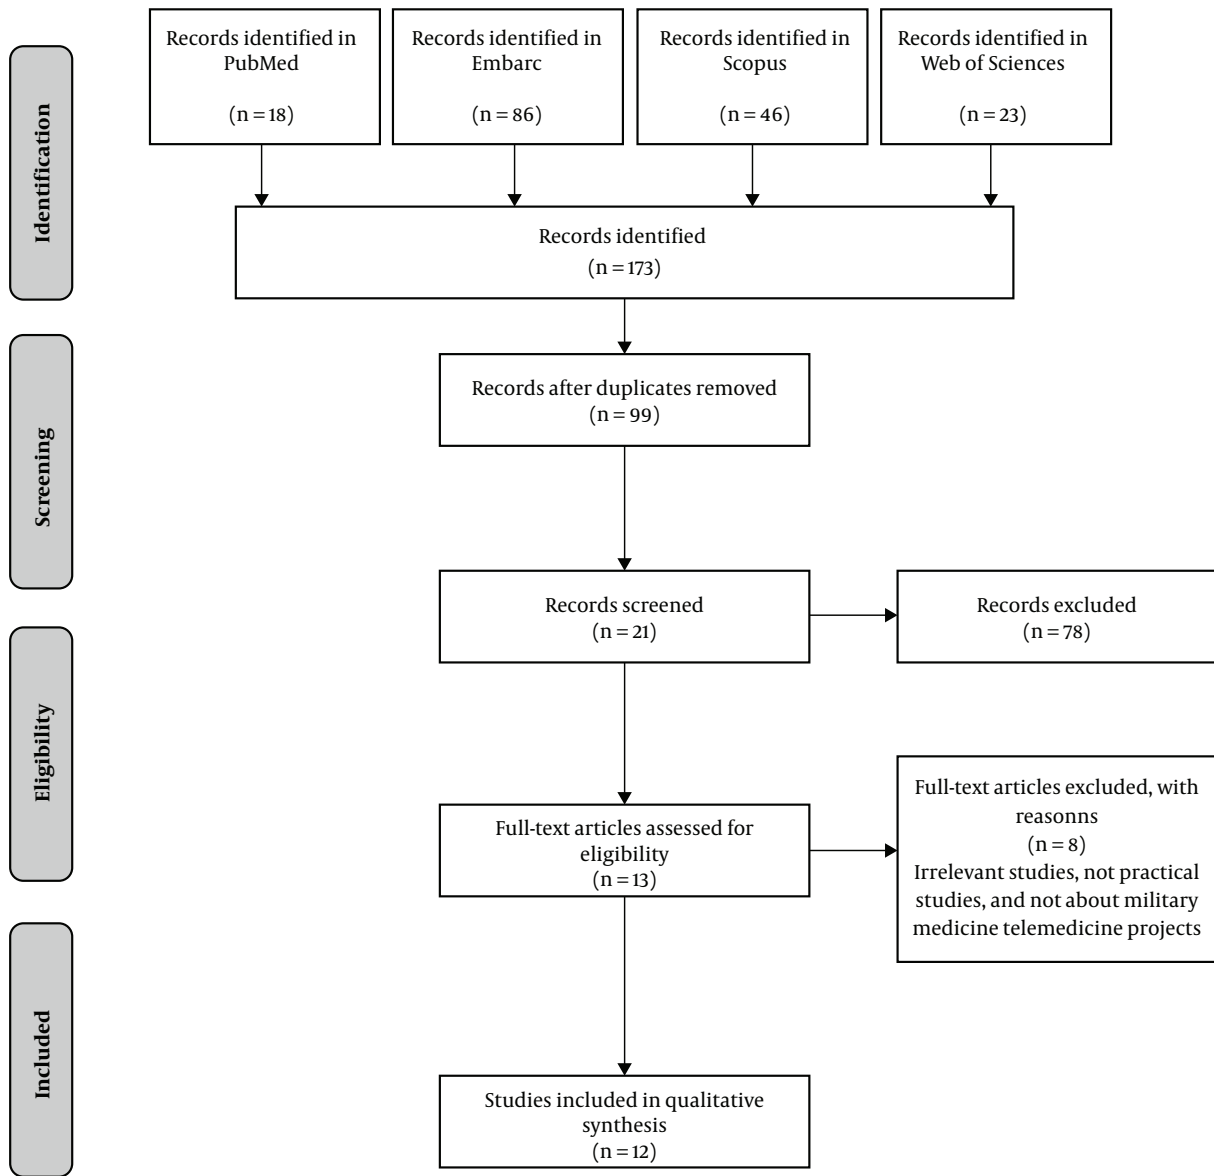 Identification
Records identified in
PubMed
(n = 18)
Records identified in
Embarc
(n = 86)
Records identified in
Scopus
(n = 46)
Records identified in
Web of Sciences
(n = 23)
Records identified
(n = 173)
Screening
Records after duplicates removed
(n = 99)
Records screened
(n = 21)
Records excluded
(n = 78)
Eligibility
Full-text articles assessed for
eligibility
(n = 13)
Full-text articles excluded, with
reasonns
(n = 8)
Irrelevant studies, not practical
studies, and not about military
medicine telemedicine projects
Included
Studies included in qualitative
synthesis
(n = 12)